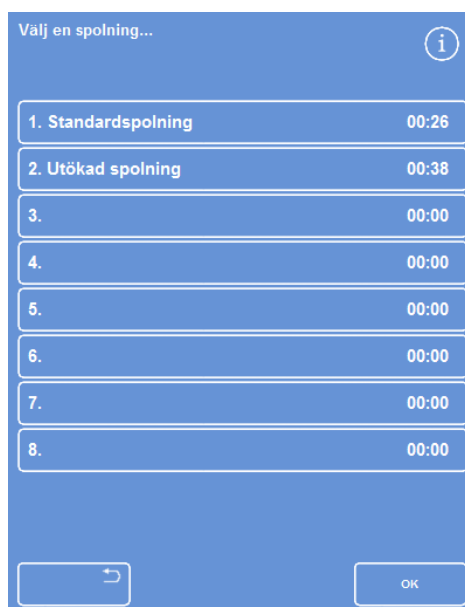 Välj en spolning...
i
1. Standardspolning 00:26
2. Utökad spolning 00:38
3. 00:00
4. 00:00
5. 00:00
6. 00:00
7. 00:00
8. 00:00
OK